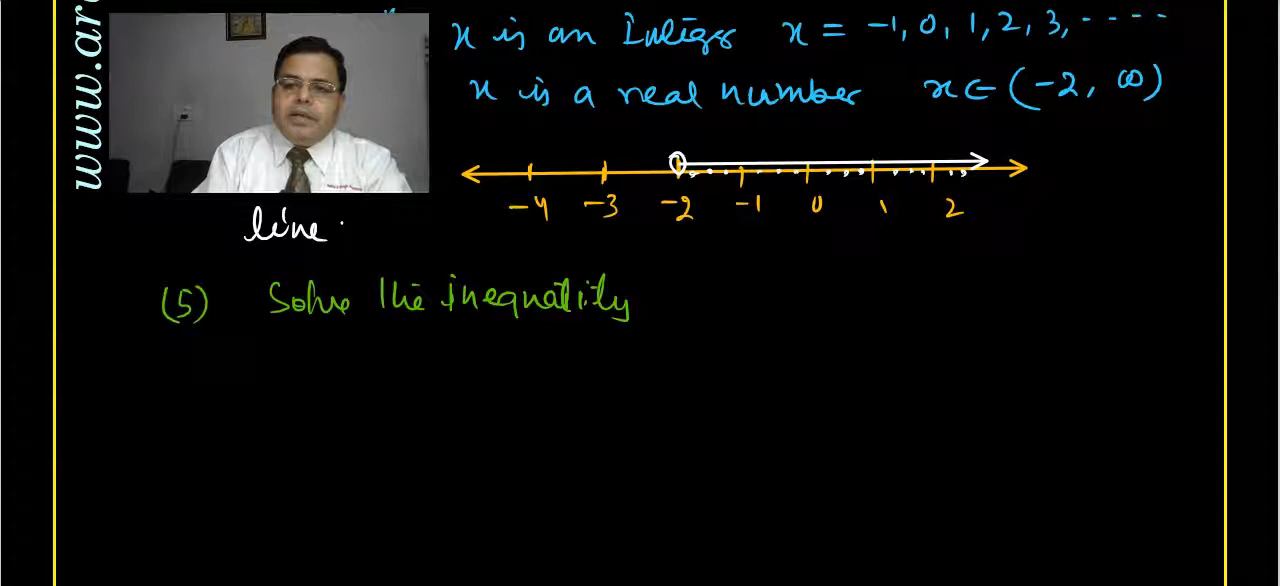 www.ar
x is an Integer x = -1, 0, 1, 2, 3, ----
x is a real number x ∈ (-2, ∞)
-4 -3 -2 -1 0 1 2
line.
(5) Solve the inequality